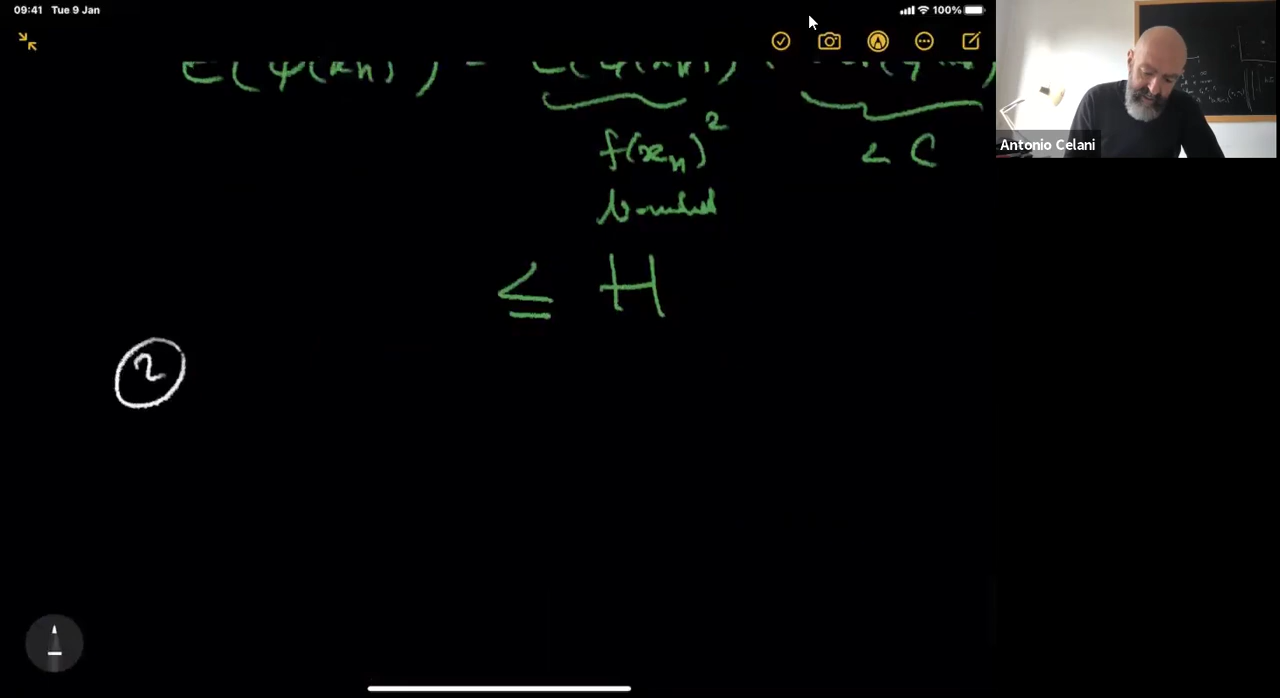 09:41 Tue 9 Jan
100%
Antonio Celani
f(x_n)^2
< C
bounded
≤ H
2